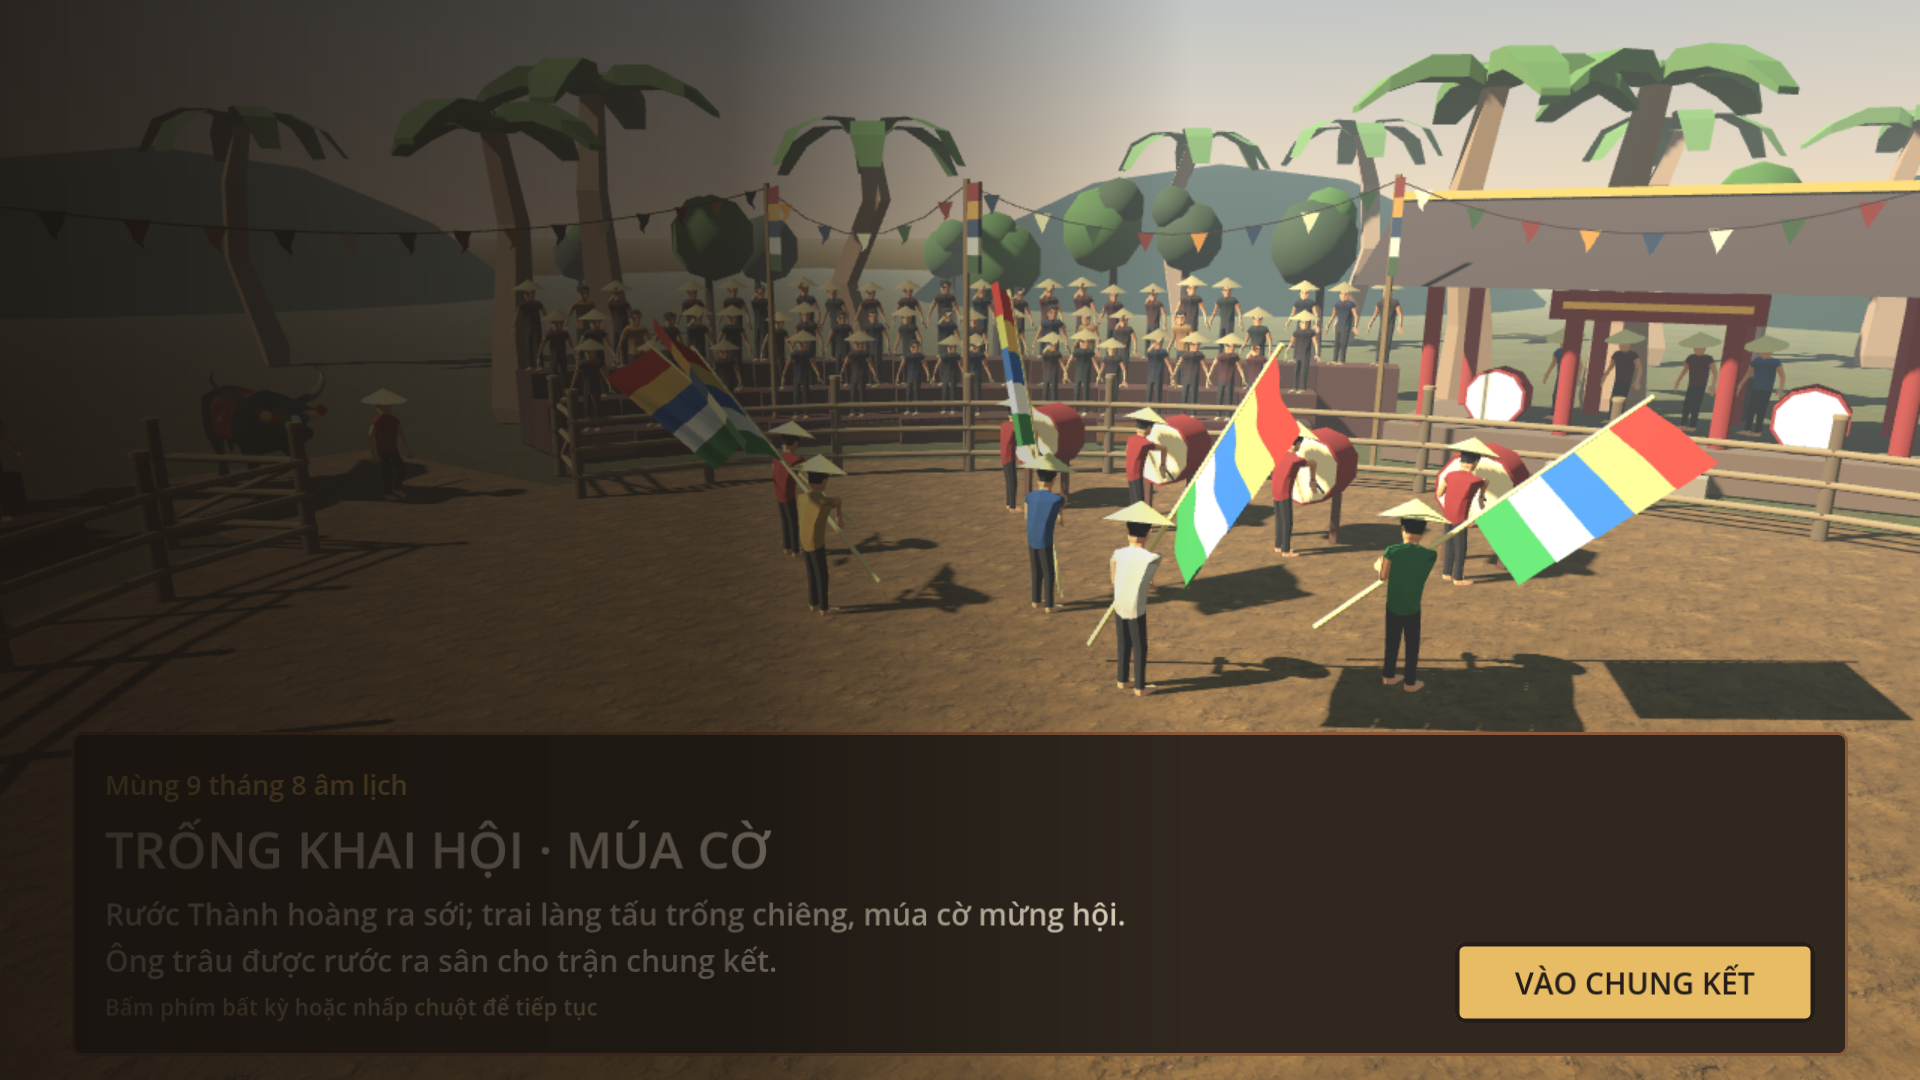 Mùng 9 tháng 8 âm lịch
TRỐNG KHAI HỘI · MÚA CỜ
Rước Thành hoàng ra sới; trai làng tấu trống chiêng, múa cờ mừng hội.
Ông trâu được rước ra sân cho trận chung kết.
Bấm phím bất kỳ hoặc nhấp chuột để tiếp tục
VÀO CHUNG KẾT